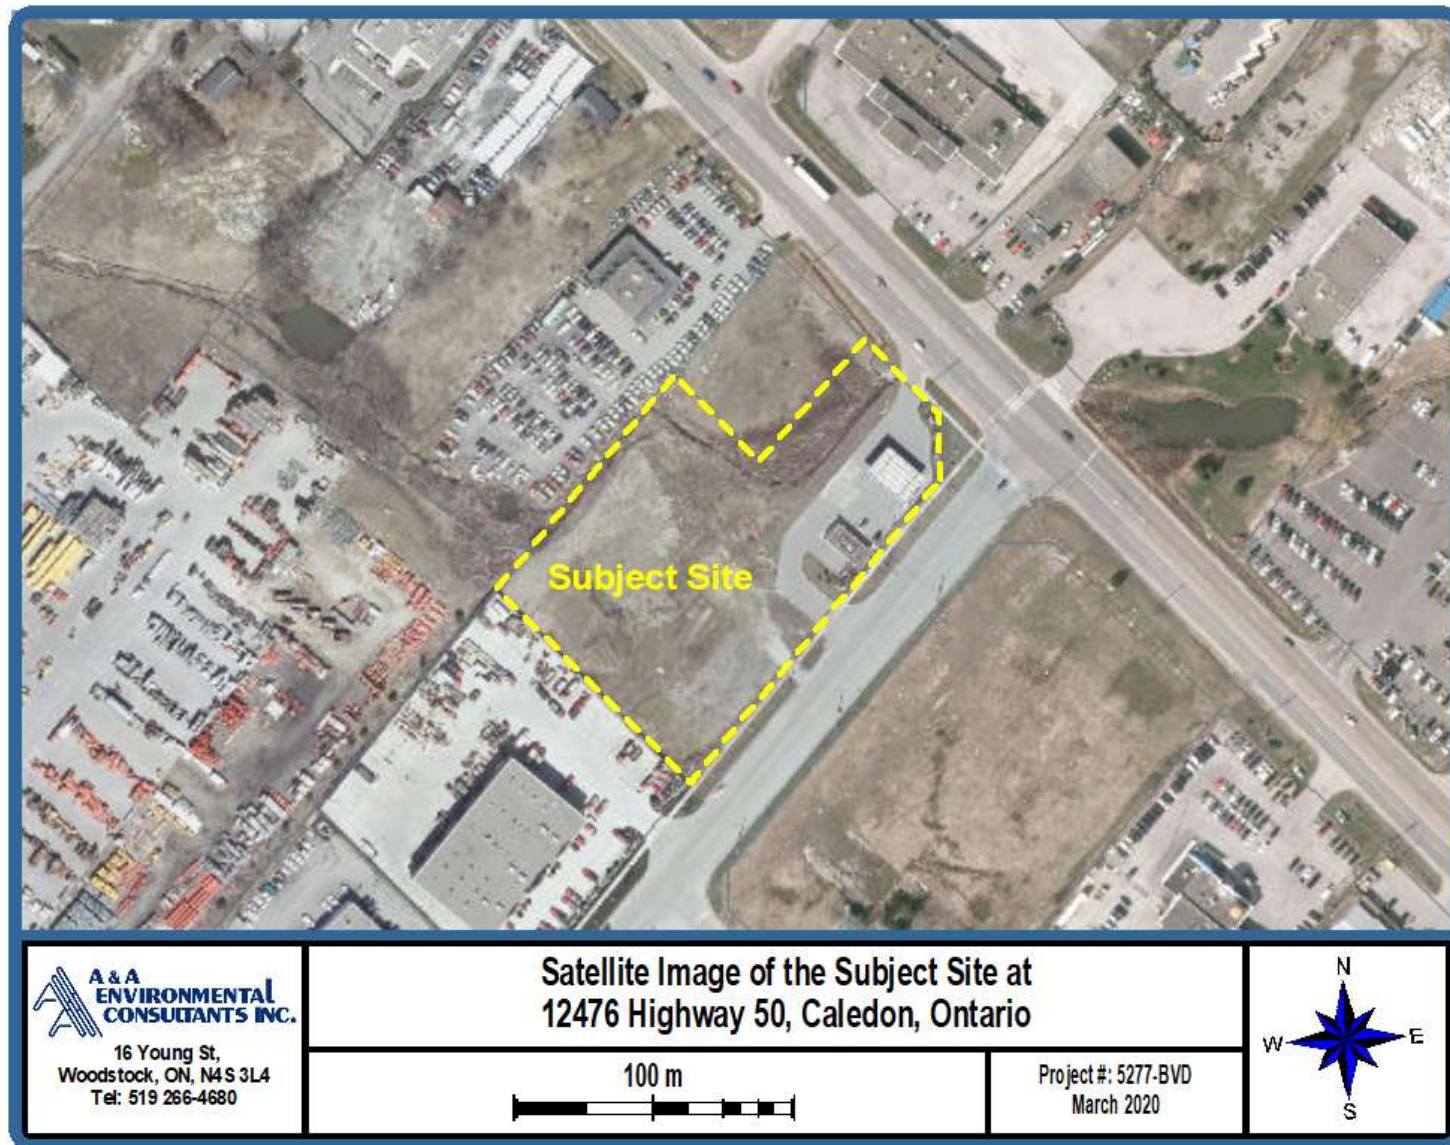 Subject Site
A & A
ENVIRONMENTAL
CONSULTANTS INC.
16 Young St,
Woodstock, ON, N4S 3L4
Tel: 519 266-4680
Satellite Image of the Subject Site at
12476 Highway 50, Caledon, Ontario
100 m
Project #: 5277-BVD
March 2020
N
W
E
S